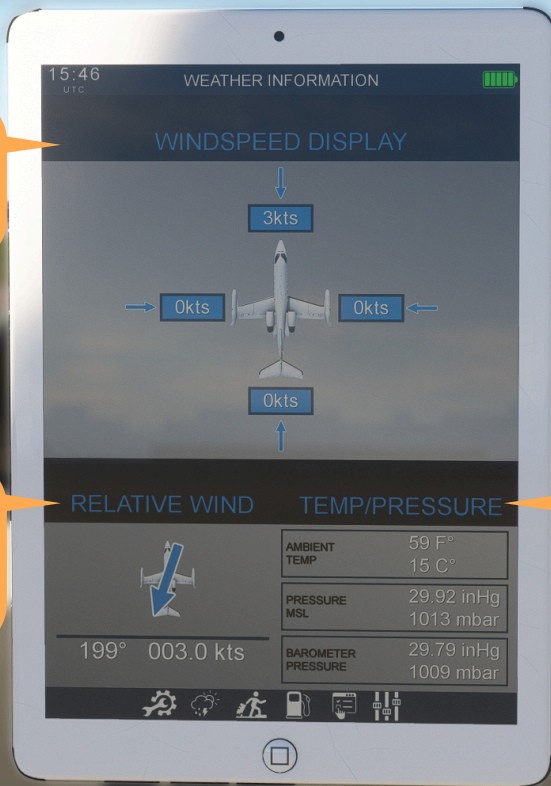 15:46
UTC
WEATHER INFORMATION
WINDSPEED DISPLAY
3kts
0kts
0kts
0kts
RELATIVE WIND
TEMP/PRESSURE
199° 003.0 kts
AMBIENT
TEMP
59 F°
15 C°
PRESSURE
MSL
29.92 inHg
1013 mbar
BAROMETER
PRESSURE
29.79 inHg
1009 mbar